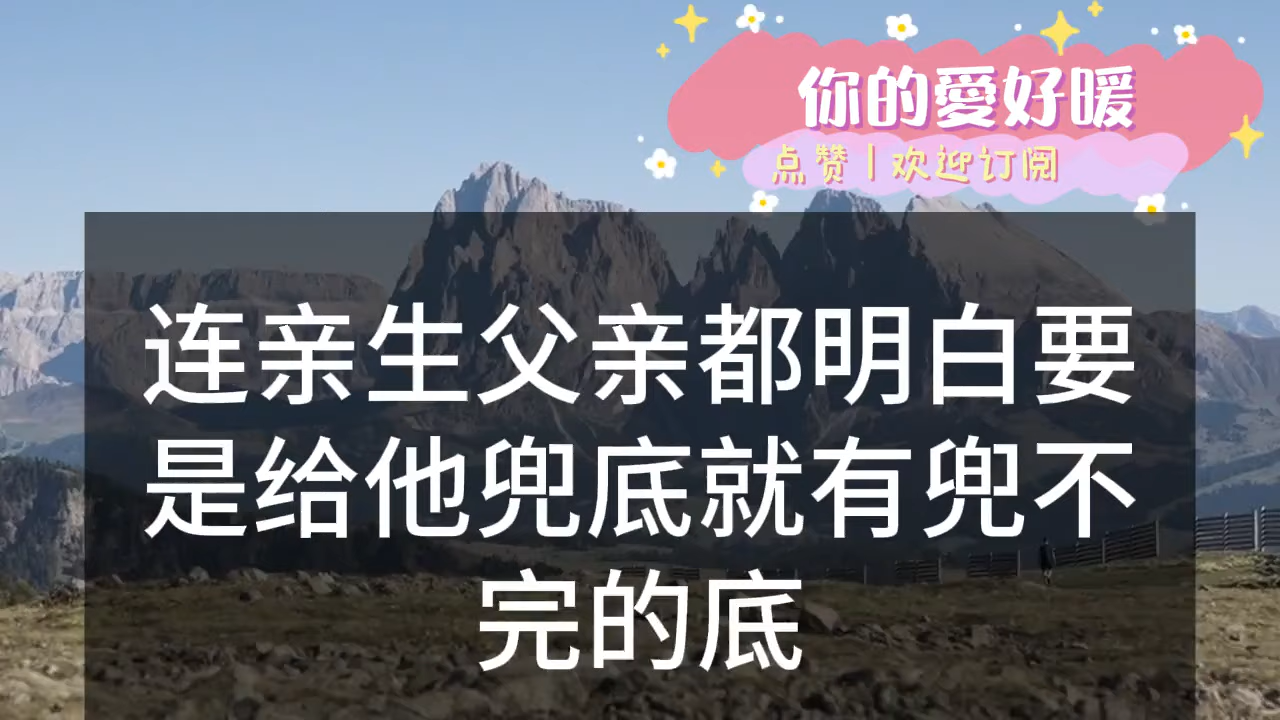 你的愛好暖
点赞|欢迎订阅
连亲生父亲都明白要
是给他兜底就有兜不
完的底